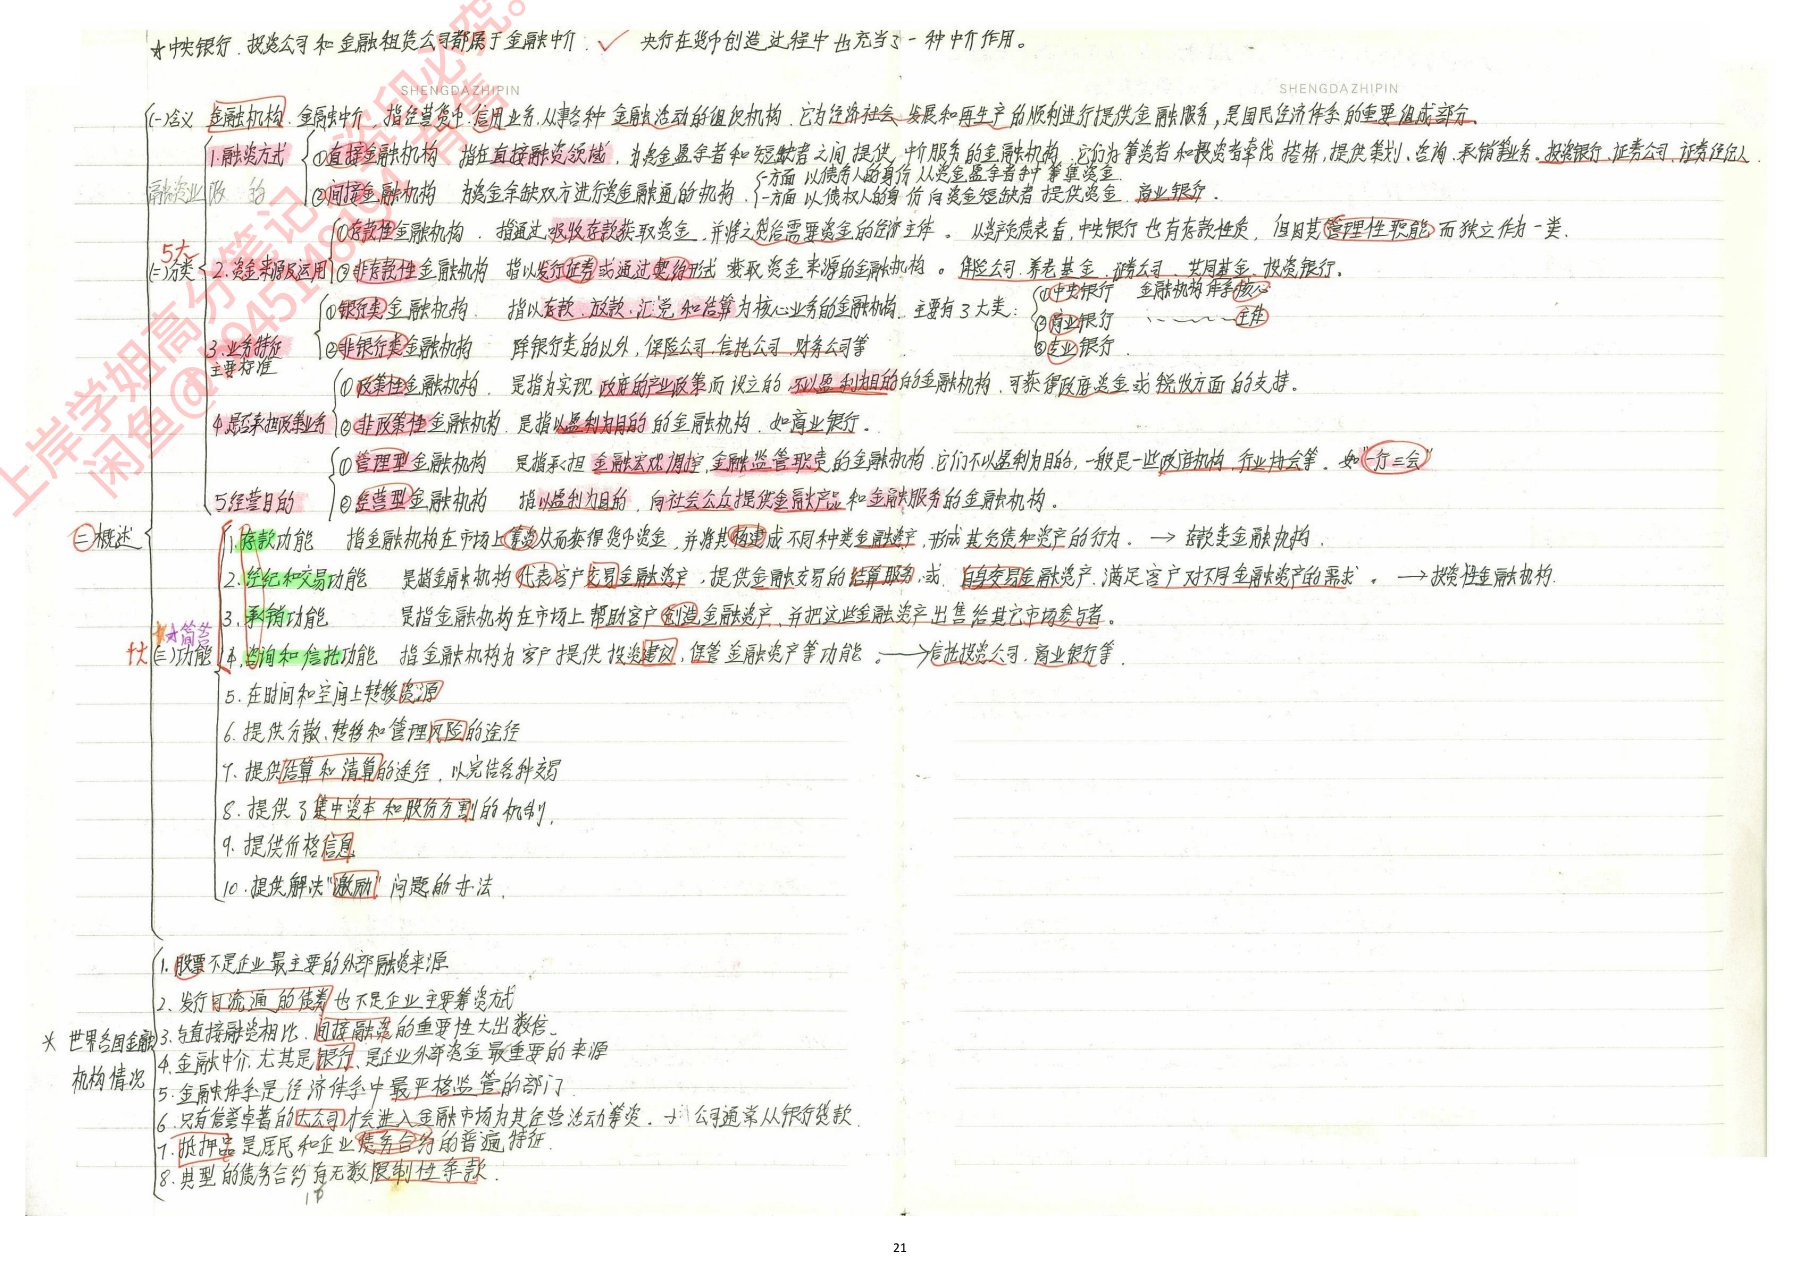 ★中央银行、投资公司和金融租赁公司都属于金融中介. ✓ 央行在货币创造过程中也充当了一种中介作用。
SHENGDAZHIPIN
SHENGDAZHIPIN
(一)含义 金融机构:金融中介,指经营货币、信用业务,从事各种金融活动的组织机构.它为经济社会发展和再生产的顺利进行提供金融服务,是国民经济体系的重要组成部分.
1.融资方式
①直接金融机构 指在直接融资领域,为资金盈余者和短缺者之间提供中介服务的金融机构.它们为筹资者和投资者牵线搭桥,提供策划、咨询、承销等业务.投资银行、证券公司、证券经纪人.
融资业 的
②间接金融机构 为资金余缺双方进行资金融通的机构.
一方面以债务人的身份从资金盈余者手中筹集资金.
一方面以债权人的身份向资金短缺者提供资金. 商业银行.
5大
(二)分类
2.资金来源及运用
①存款性金融机构.指通过吸收存款获取资金,并将之贷给需要资金的经济主体。从资产负债表看,中央银行也有存款性质,但因其管理性职能而独立作为一类.
②非存款性金融机构 指以发行证券或通过契约形式获取资金来源的金融机构。保险公司.养老基金.证券公司.共同基金.投资银行.
3.业务特征
主要标准
①银行类金融机构. 指以存款、放款、汇兑和结算为核心业务的金融机构.主要有3大类:
①中央银行 金融机构体系核心
②商业银行 ~~~~主体
③专业银行.
②非银行类金融机构 除银行类的以外,保险公司.信托公司.财务公司等
4.是否承担政策业务
①政策性金融机构.是指为实现政府的产业政策而设立的不以盈利为目的的金融机构.可获得政府资金或税收方面的支持。
②非政策性金融机构.是指以盈利为目的的金融机构.如商业银行。
5.经营目的
①管理型金融机构 是指承担金融宏观调控、金融监管职责的金融机构.它们不以盈利为目的,一般是一些政府机构、行业协会等。如"一行三会"
②经营型金融机构 指以盈利为目的,向社会公众提供金融产品和金融服务的金融机构。
(三)概述
1.存款功能 指金融机构在市场上筹资从而获得货币资金,并将其构建成不同种类金融资产,形成其负债和资产的行为。→存款类金融机构.
2.经纪和交易功能 是指金融机构代表客户交易金融资产,提供金融交易的结算服务,或自身交易金融资产,满足客户对不同金融资产的需求。→投资性金融机构.
3.承销功能 是指金融机构在市场上帮助客户创造金融资产,并把这些金融资产出售给其它市场参与者。
★★简答
十大 (三)功能
4.咨询和信托功能 指金融机构为客户提供投资建议,保管金融资产等功能。→信托投资公司.商业银行等.
5.在时间和空间上转移资源
6.提供分散、转移和管理风险的途径
7.提供结算和清算的途径,以完结各种交易
8.提供了集中资本和股份分割的机制.
9.提供价格信息
10.提供解决"激励"问题的办法.
1.股票不是企业最主要的外部融资来源
2.发行可流通的债券也不是企业主要筹资方式
※ 世界各国金融机构情况
3.与直接融资相比,间接融资的重要性大出数倍.
4.金融中介,尤其是银行,是企业外部资金最重要的来源
5.金融体系是经济体系中最严格监管的部门
6.只有信誉卓著的大公司才会进入金融市场为其经营活动筹资.小公司通常从银行贷款.
7.抵押品是居民和企业债务合约的普遍特征.
8.典型的债务合约有无数限制性条款.
上岸学姐高分笔记
闲鱼@
21